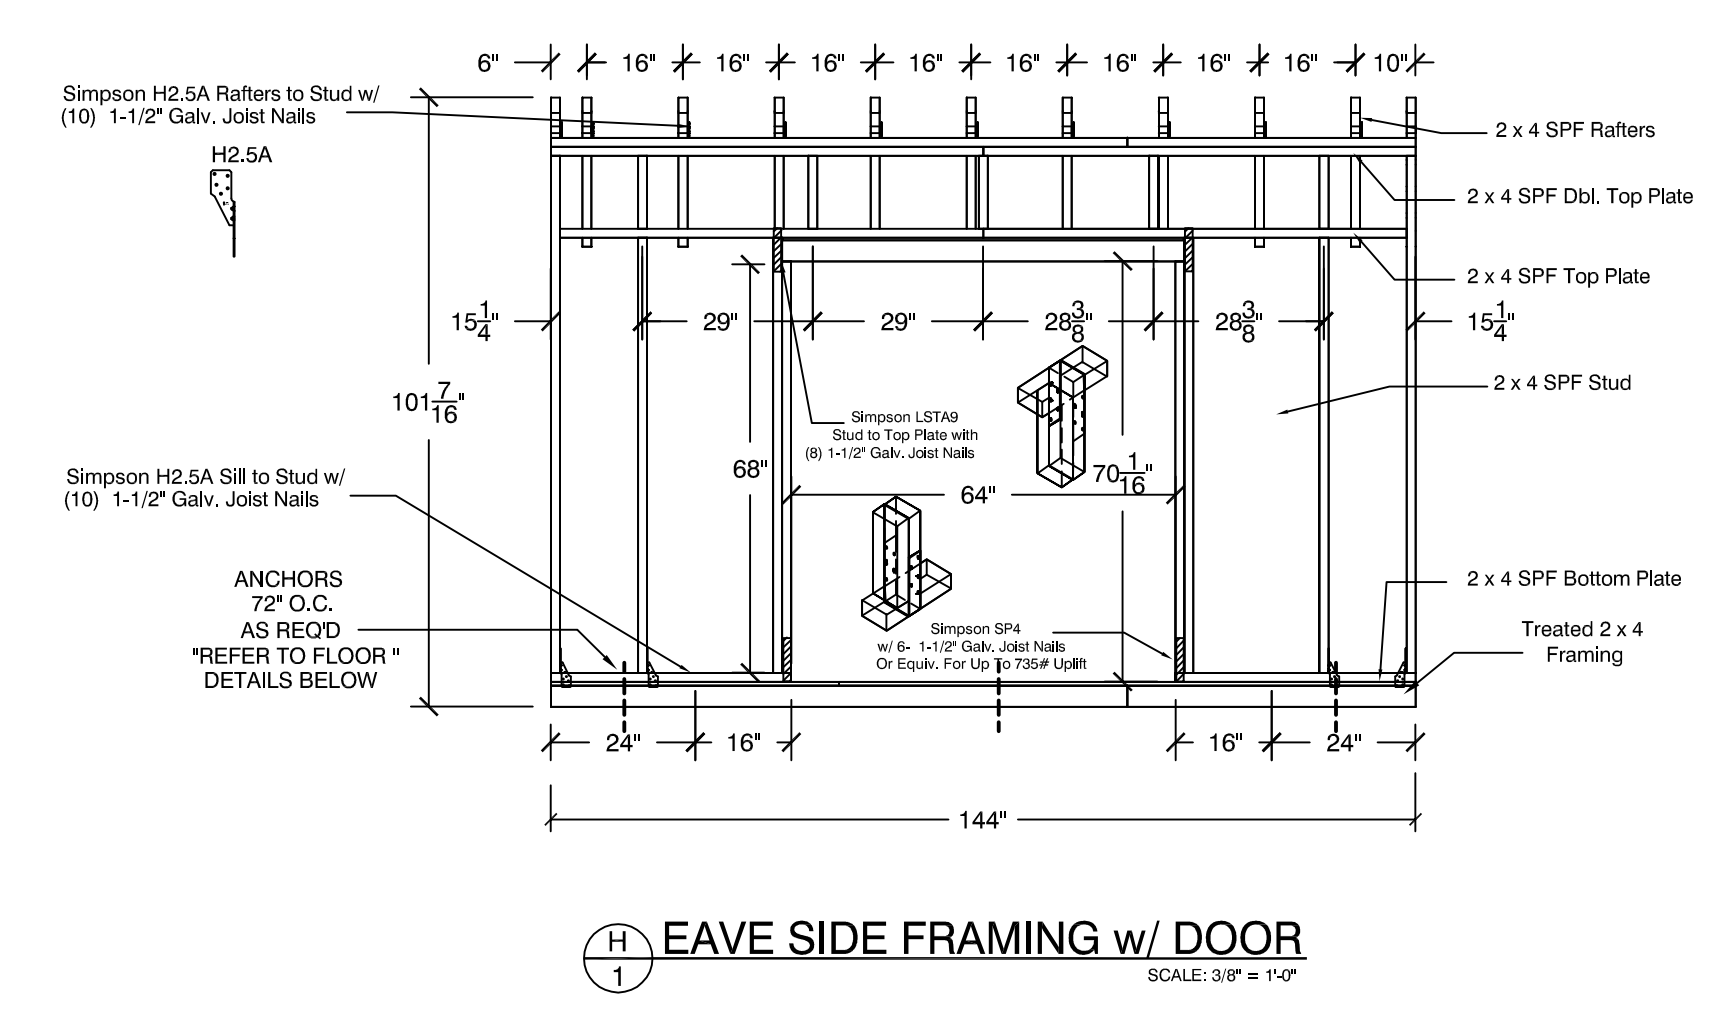 6" 16" 16" 16" 16" 16" 16" 16" 16" 10"
Simpson H2.5A Rafters to Stud w/
(10) 1-1/2" Galv. Joist Nails
H2.5A
2 x 4 SPF Rafters
2 x 4 SPF Dbl. Top Plate
2 x 4 SPF Top Plate
15 1/4" 29" 29" 28 3/8" 28 3/8" 15 1/4"
2 x 4 SPF Stud
101 7/16"
Simpson LSTA9
Stud to Top Plate with
(8) 1-1/2" Galv. Joist Nails
68" 70 1/16"
64"
Simpson H2.5A Sill to Stud w/
(10) 1-1/2" Galv. Joist Nails
ANCHORS
72" O.C.
AS REQ'D
"REFER TO FLOOR "
DETAILS BELOW
2 x 4 SPF Bottom Plate
Simpson SP4
w/ 6- 1-1/2" Galv. Joist Nails
Or Equiv. For Up To 735# Uplift
Treated 2 x 4
Framing
24" 16" 16" 24"
144"
H
1
EAVE SIDE FRAMING w/ DOOR
SCALE: 3/8" = 1'-0"